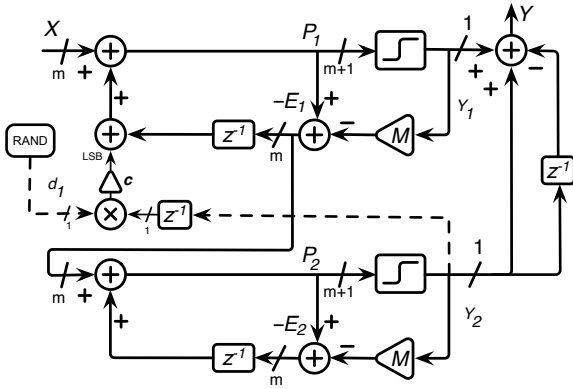 X
m
+
+
P₁
m+1
1
+
+
−
Y
Y₁
−E₁
+
−
M
z⁻¹
m
RAND
LSB
c
d₁
1
×
1
z⁻¹
z⁻¹
m
+
+
P₂
m+1
1
Y₂
−E₂
+
−
M
z⁻¹
m